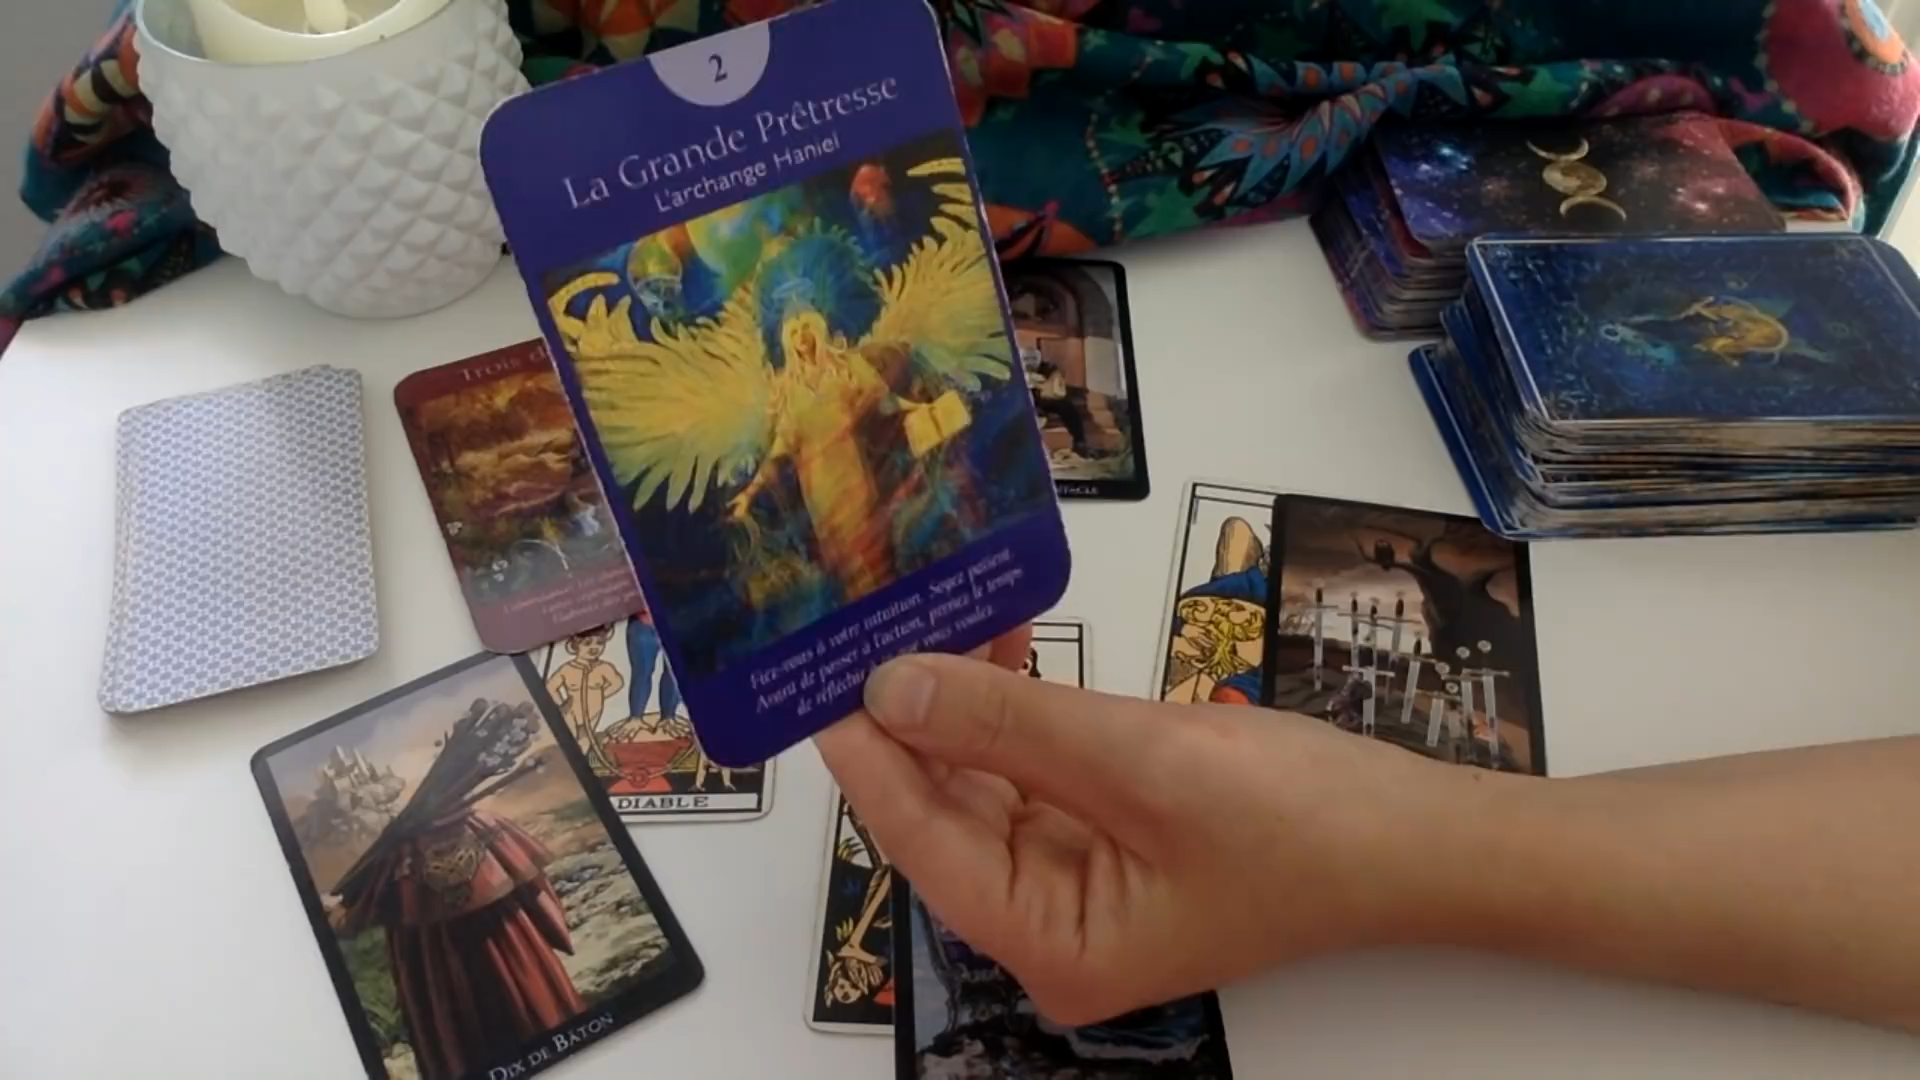 2
La Grande Prêtresse
L'archange Haniel
Fiez-vous à votre intuition. Soyez patient.
Avant de passer à l'action, prenez le temps
de réfléchir à ce que vous voulez.
Trois d
DIABLE
DIX DE BÂTON